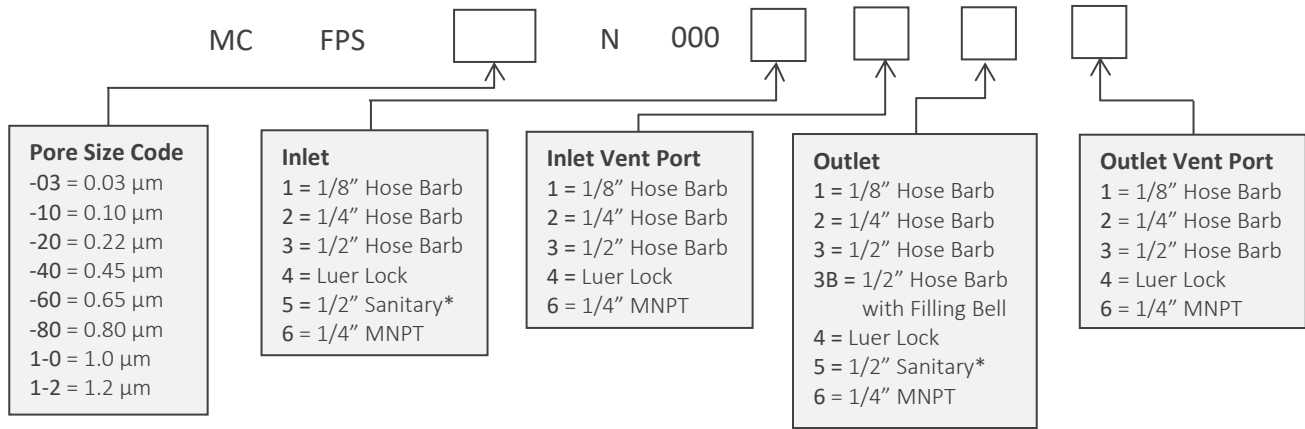 MC FPS N 000
Pore Size Code
-03 = 0.03 µm
-10 = 0.10 µm
-20 = 0.22 µm
-40 = 0.45 µm
-60 = 0.65 µm
-80 = 0.80 µm
1-0 = 1.0 µm
1-2 = 1.2 µm
Inlet
1 = 1/8” Hose Barb
2 = 1/4” Hose Barb
3 = 1/2” Hose Barb
4 = Luer Lock
5 = 1/2” Sanitary*
6 = 1/4” MNPT
Inlet Vent Port
1 = 1/8” Hose Barb
2 = 1/4” Hose Barb
3 = 1/2” Hose Barb
4 = Luer Lock
6 = 1/4” MNPT
Outlet
1 = 1/8” Hose Barb
2 = 1/4” Hose Barb
3 = 1/2” Hose Barb
3B = 1/2” Hose Barb
with Filling Bell
4 = Luer Lock
5 = 1/2” Sanitary*
6 = 1/4” MNPT
Outlet Vent Port
1 = 1/8” Hose Barb
2 = 1/4” Hose Barb
3 = 1/2” Hose Barb
4 = Luer Lock
6 = 1/4” MNPT